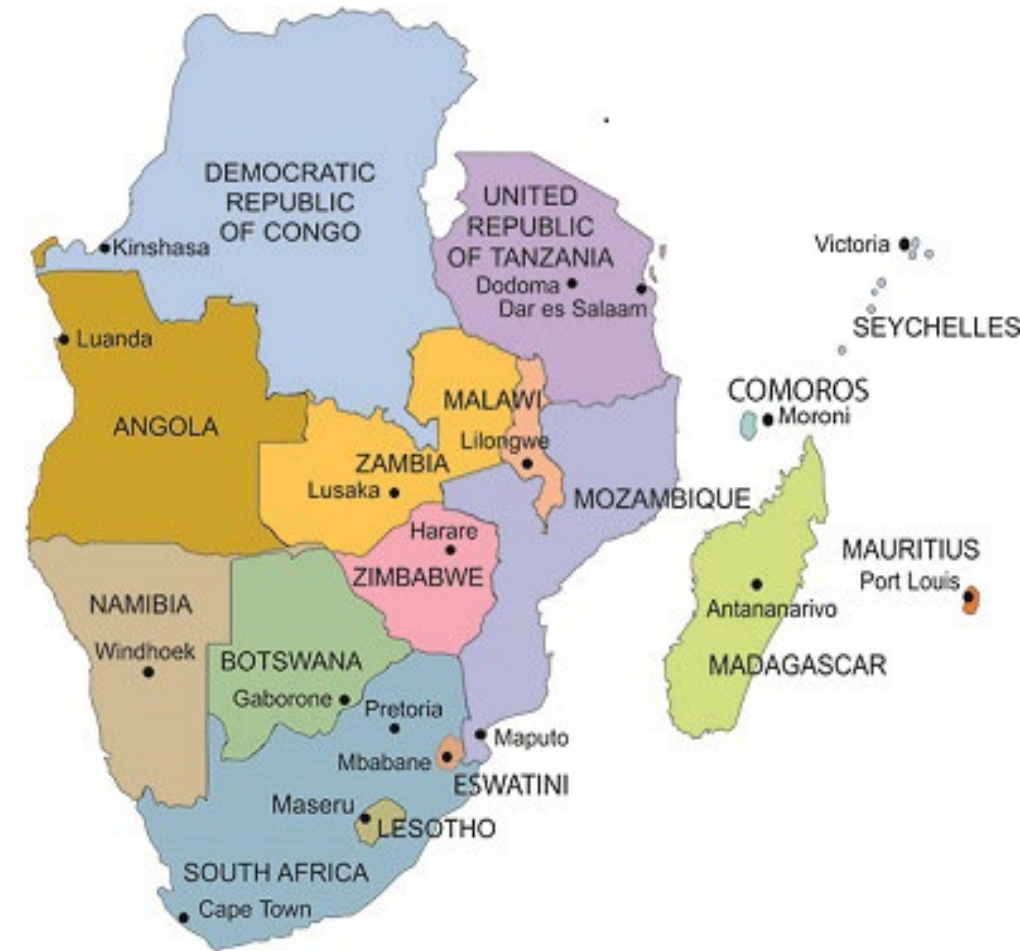 DEMOCRATIC
REPUBLIC
OF CONGO
Kinshasa
UNITED
REPUBLIC
OF TANZANIA
Dodoma
Dar es Salaam
Victoria
SEYCHELLES
Luanda
ANGOLA
MALAWI
Lilongwe
ZAMBIA
Lusaka
COMOROS
Moroni
MOZAMBIQUE
Harare
ZIMBABWE
MAURITIUS
Port Louis
Antananarivo
MADAGASCAR
NAMIBIA
Windhoek
BOTSWANA
Gaborone
Pretoria
Maputo
Mbabane
ESWATINI
Maseru
LESOTHO
SOUTH AFRICA
Cape Town